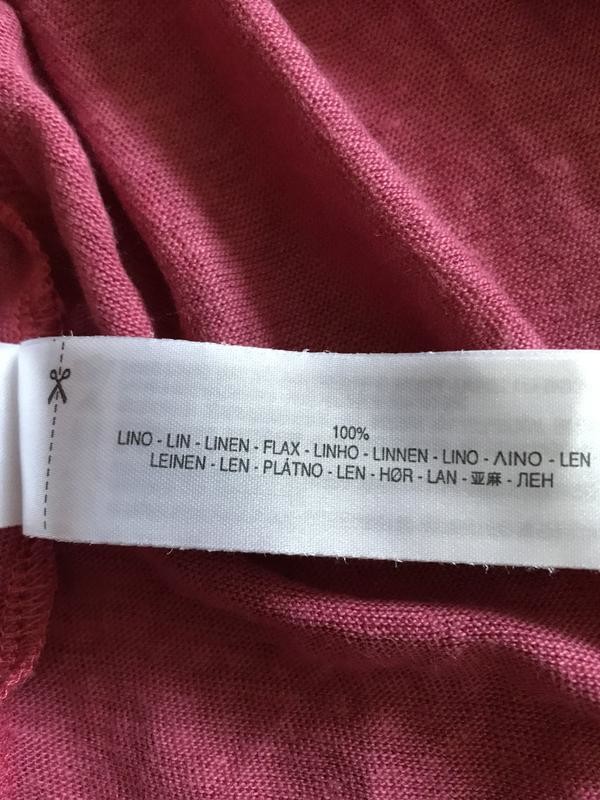 100%
LINO - LIN - LINEN - FLAX - LINHO - LINNEN - LINO - ΛΙΝΟ - LEN
LEINEN - LEN - PLÁTNO - LEN - HØR - LAN - 亚麻 - ЛЕН